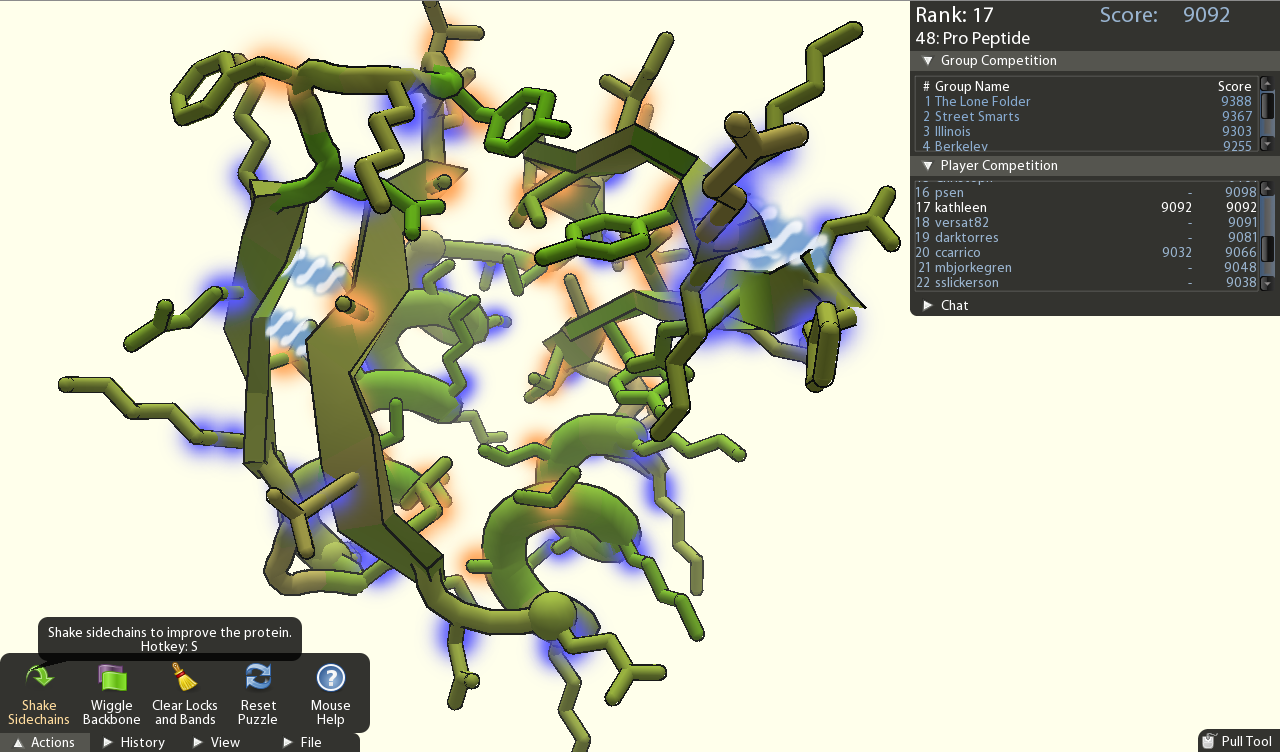 Rank: 17 Score: 9092
48: Pro Peptide
Group Competition
# Group Name Score
1 The Lone Folder 9388
2 Street Smarts 9367
3 Illinois 9303
4 Berkeley 9255
Player Competition
16 psen - 9098
17 kathleen 9092 9092
18 versat82 - 9091
19 darktorres - 9081
20 ccarrico 9032 9066
21 mbjorkegren - 9048
22 sslickerson - 9038
Chat
Shake sidechains to improve the protein.
Hotkey: S
Shake Sidechains
Wiggle Backbone
Clear Locks and Bands
Reset Puzzle
Mouse Help
Actions History View File
Pull Tool